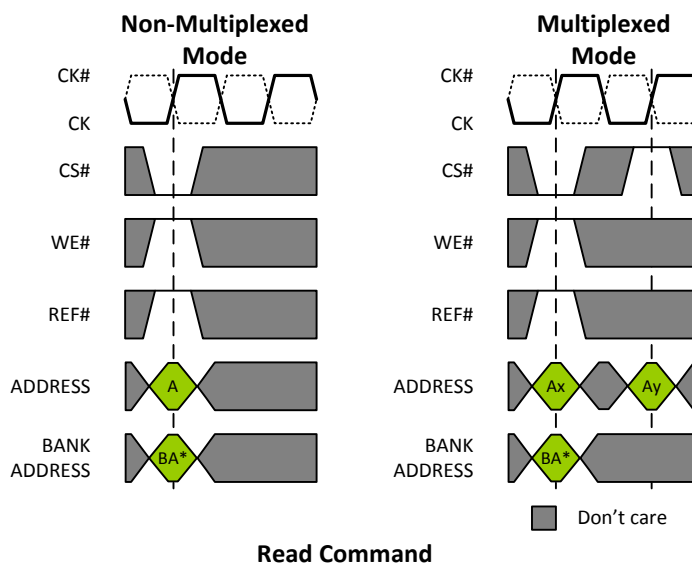 Non-Multiplexed
Mode
CK#
CK
CS#
WE#
REF#
ADDRESS
A
BANK
ADDRESS
BA*
Multiplexed
Mode
CK#
CK
CS#
WE#
REF#
ADDRESS
Ax
Ay
BANK
ADDRESS
BA*
Don't care
Read Command